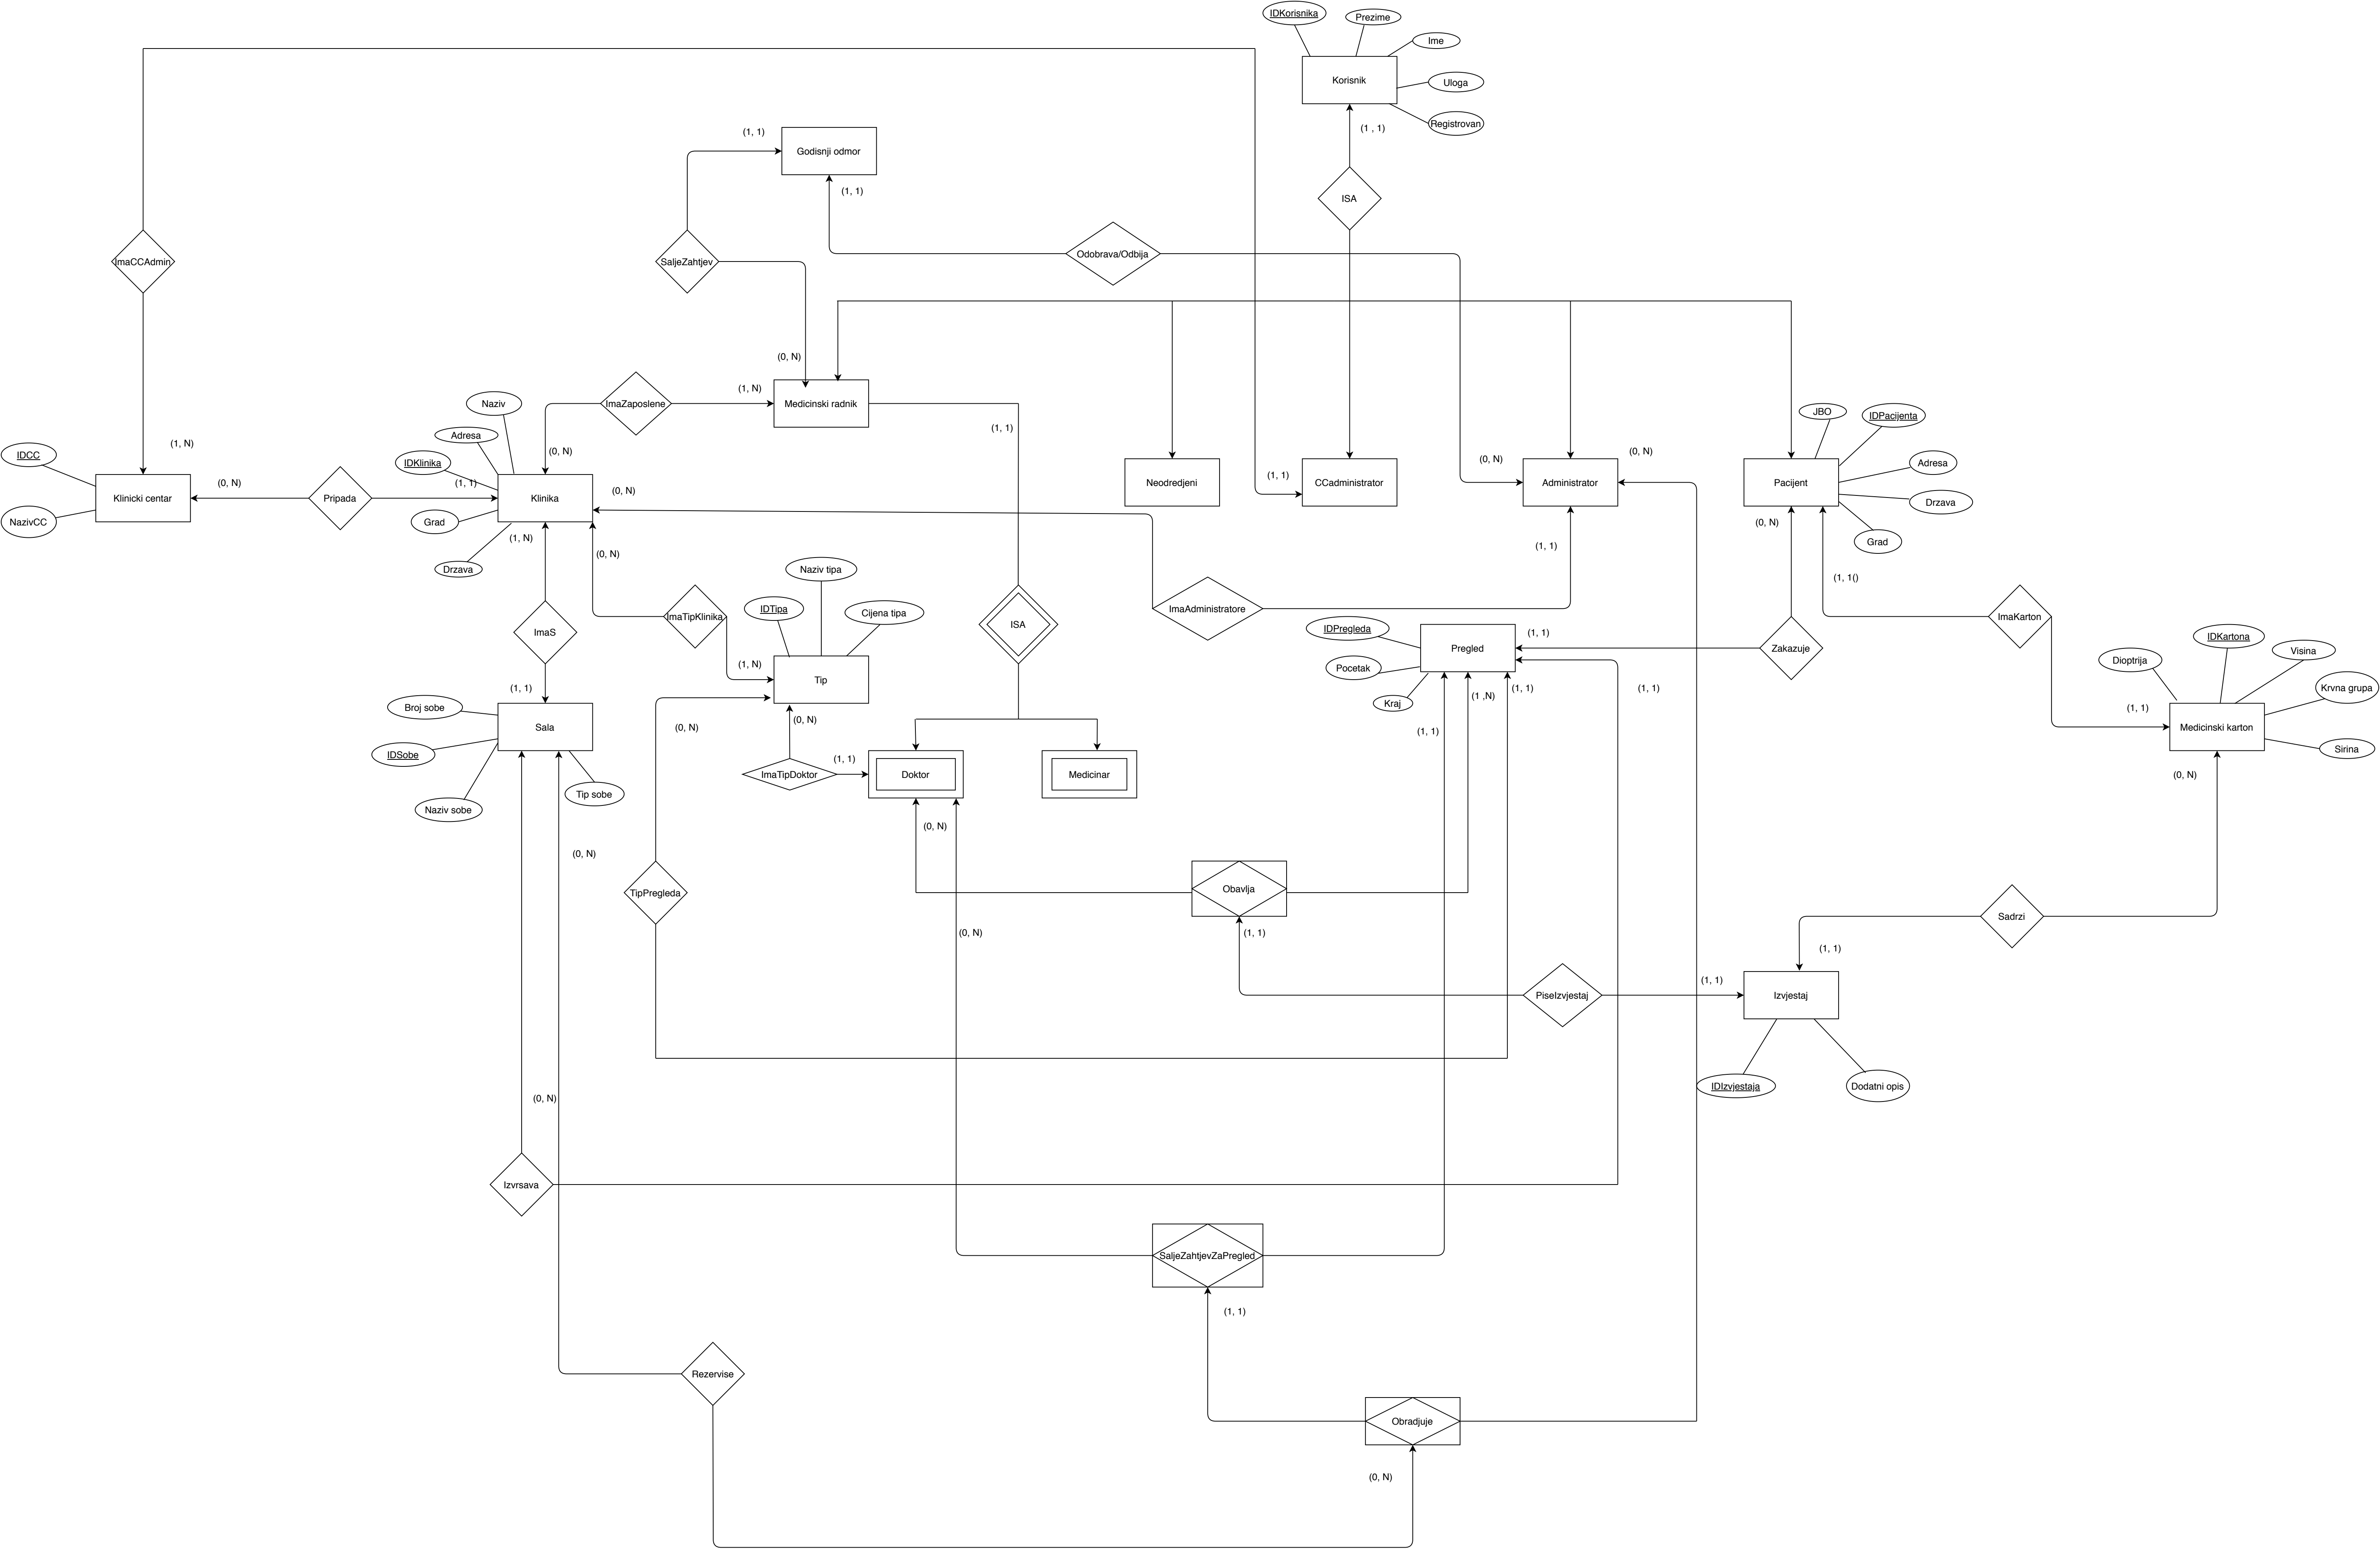 IDKorisnika
Prezime
Ime
Korisnik
Uloga
Registrovan
(1 , 1)
(1, 1)
Godisnji odmor
(1, 1)
ISA
ImaCCAdmin
SaljeZahtjev
Odobrava/Odbija
(0, N)
(1, N)
Medicinski radnik
ImaZaposlene
Naziv
Adresa
IDKlinika
(0, N)
(1, 1)
(1, N)
IDCC
Klinicki centar
NazivCC
(0, N)
Pripada
(1, 1)
Klinika
(0, N)
Grad
Drzava
(1, N)
(0, N)
Neodredjeni
(1, 1)
CCadministrator
(0, N)
Administrator
(0, N)
JBO
IDPacijenta
Pacijent
Adresa
Drzava
Grad
(0, N)
(1, 1)
(1, 1()
Naziv tipa
IDTipa
Cijena tipa
ImaTipKlinika
ImaS
ISA
ImaAdministratore
IDPregleda
Pocetak
Kraj
Pregled
(1, 1)
Zakazuje
ImaKarton
IDKartona
Dioptrija
Visina
Krvna grupa
Sirina
Medicinski karton
(1, 1)
(0, N)
(1, N)
Tip
(1, 1)
Broj sobe
Sala
IDSobe
Naziv sobe
Tip sobe
(0, N)
(0, N)
ImaTipDoktor
(1, 1)
Doktor
Medicinar
(1 ,N)
(1, 1)
(1, 1)
(1, 1)
(0, N)
(0, N)
TipPregleda
Obavlja
(0, N)
(1, 1)
Sadrzi
(1, 1)
PiseIzvjestaj
(1, 1)
Izvjestaj
IDIzvjestaja
Dodatni opis
(0, N)
Izvrsava
SaljeZahtjevZaPregled
(1, 1)
Rezervise
Obradjuje
(0, N)